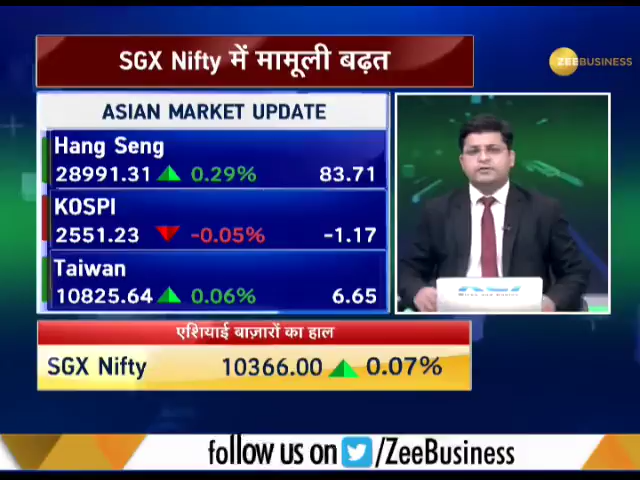 SGX Nifty में मामूली बढ़त
ZEEBUSINESS
ASIAN MARKET UPDATE
Hang Seng
28991.31 0.29% 83.71
KOSPI
2551.23 -0.05% -1.17
Taiwan
10825.64 0.06% 6.65
एशियाई बाज़ारों का हाल
SGX Nifty 10366.00 0.07%
follow us on /ZeeBusiness